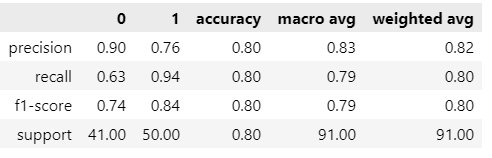 0 1 accuracy macro avg weighted avg
precision 0.90 0.76 0.80 0.83 0.82
recall 0.63 0.94 0.80 0.79 0.80
f1-score 0.74 0.84 0.80 0.79 0.80
support 41.00 50.00 0.80 91.00 91.00